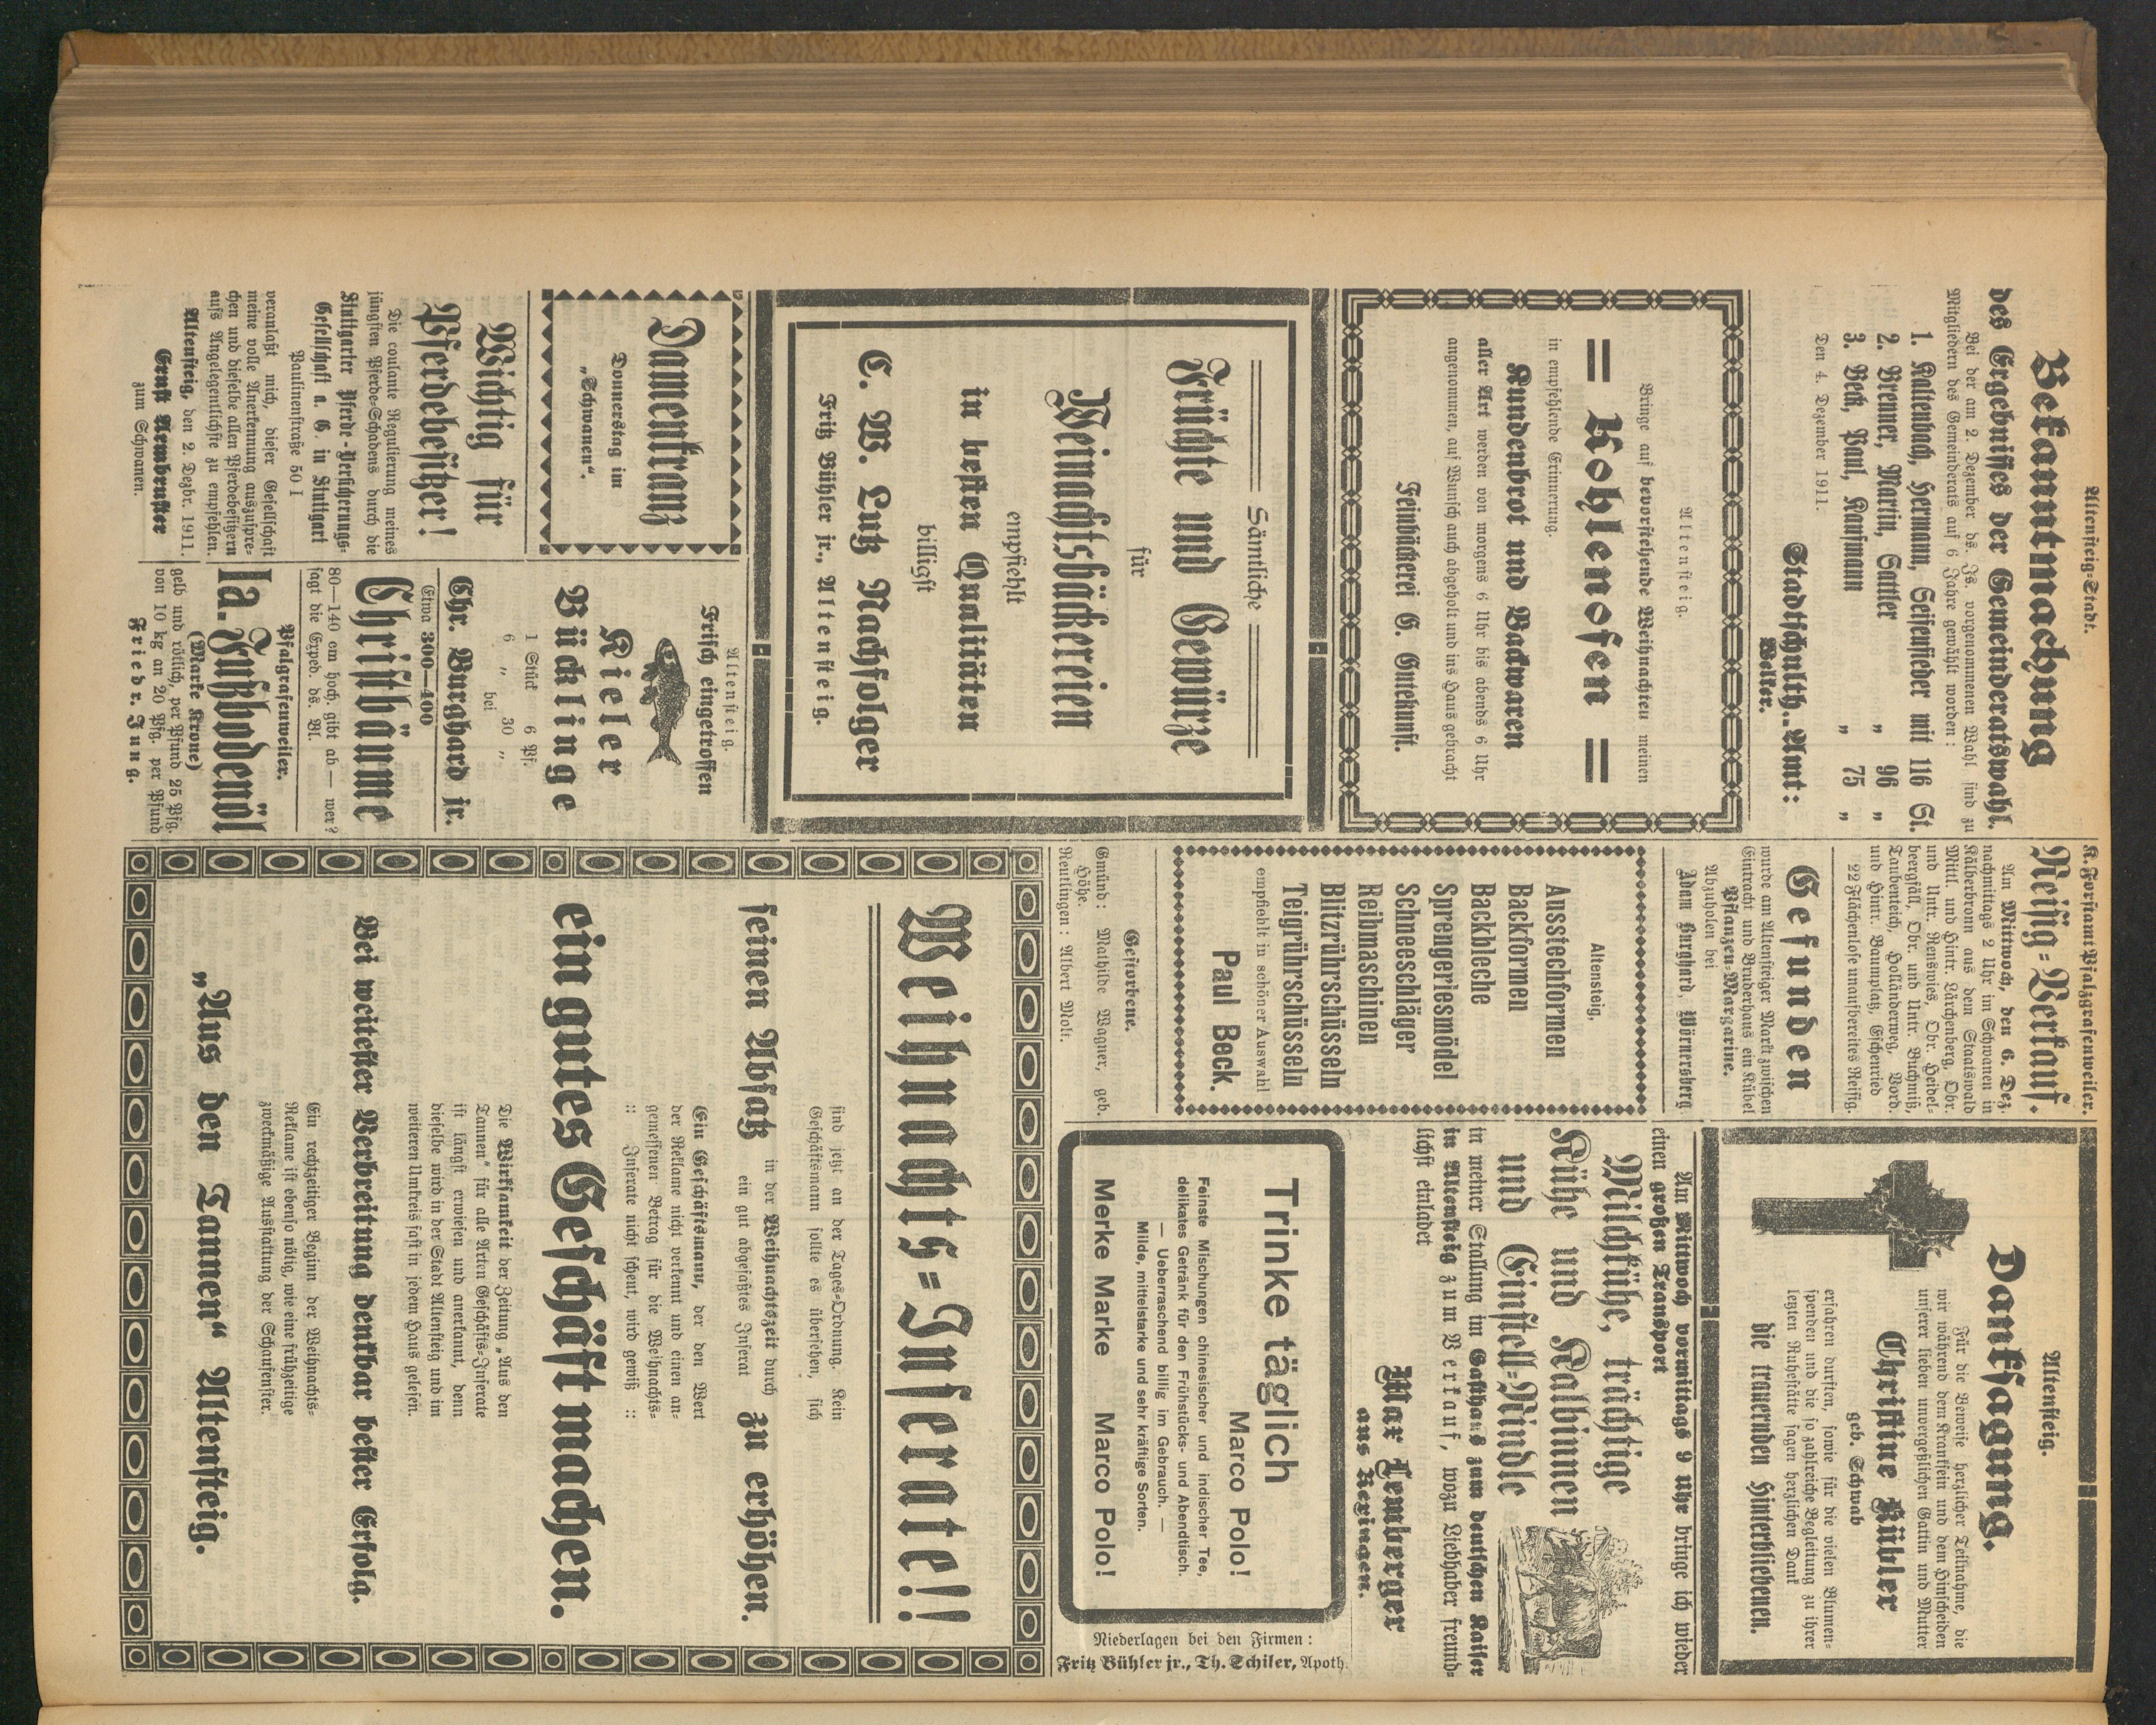 Altensteig-Stadt.
Bekanntmachung
des Ergebnisses der Gemeinderatswahl.
Bei der am 2. Dezember ds. Js. vorgenommenen Wahl sind zu
Mitgliedern des Gemeinderats auf 6 Jahre gewählt worden:
1. Kaltenbach, Hermann, Seifensieder mit 116 St.
2. Brenner, Martin, Sattler „ 96 „
3. Beck, Paul, Kaufmann „ 75 „
Den 4. Dezember 1911.
Stadtschulth.-Amt:
Welker.
Altensteig.
Bringe auf bevorstehende Weihnachten meinen
= Kohlenofen =
in empfehlende Erinnerung.
Kundenbrot und Backwaren
aller Art werden von morgens 6 Uhr bis abends 6 Uhr
angenommen, auf Wunsch auch abgeholt und ins Haus gebracht
Feinbäckerei G. Gutekunst.
Sämtliche
Früchte und Gewürze
für
Weinachtsbäckereien
empfiehlt
in besten Qualitäten
billigst
C. W. Lutz Nachfolger
Fritz Bühler jr., Altensteig.
Damenkranz
Donnerstag im
„Schwanen“.
Wichtig für
Pferdebesitzer!
Die coulante Regulierung meines
jüngsten Pferde-Schadens durch die
Stuttgarter Pferde-Versicherungs-
Gesellschaft a. G. in Stuttgart
Paulinenstraße 50 I
veranlaßt mich, dieser Gesellschaft
meine volle Anerkennung auszuspre-
chen und dieselbe allen Pferdebesitzern
aufs Angelegentlichste zu empfehlen.
Altensteig, den 2. Dezbr. 1911.
Ernst Armbruster
zum Schwanen.
Altensteig.
Frisch eingetroffen
Kieler
Bücklinge
1 Stück 6 Pf.
6 „ 30 „
bei
Chr. Burghard jr.
Etwa 300—400
Christbäume
80—140 cm hoch, gibt ab — wer?
sagt die Exped. ds. Bl.
Pfalzgrafenweiler.
Ia. Fußbodenöl
(Marke Krone)
gelb und rötlich, per Pfund 25 Pfg.
von 10 kg an 20 Pfg. per Pfund
Friedr. Jung.
K. Forstamt Pfalzgrafenweiler.
Reisig-Verkauf.
Am Mittwoch, den 6. Dez.
nachmittags 2 Uhr im Schwanen in
Kälberbronn aus dem Staatswald
Mittl. und Hintr. Lärchenberg, Obr.
und Untr. Renswies, Obr. Heidel-
beergfäll, Obr. und Untr. Buchmiß,
Taubenteich, Holländerweg, Vord.
und Hintr. Bannplatz, Eschenried
22 Flächenlose unaufbereites Reisig.
Gefunden
wurde am Altensteiger Markt zwischen
Eintracht und Bruderhaus ein Kübel
Pflanzen-Margarine.
Abzuholen bei
Adam Burghard, Wörnersberg
Altensteig,
Ausstechformen
Backformen
Backbleche
Sprengerlesmödel
Schneeschläger
Reibmaschinen
Blitzrührschüsseln
Teigrührschüsseln
empfiehlt in schöner Auswahl
Paul Beck.
Gestorbene.
Gmünd: Mathilde Wagner, geb.
Höhe.
Reutlingen: Albert Molt.
Altensteig.
Danksagung.
Für die Beweise herzlicher Teilnahme, die
wir während dem Kranksein und dem Hinscheiden
unserer lieben unvergeßlichen Gattin und Mutter
Christine Kübler
geb. Schwab
erfahren durften, sowie für die vielen Blumen-
spenden und die so zahlreiche Begleitung zu ihrer
letzten Ruhestätte sagen herzlichen Dank
die trauernden Hinterbliebenen.
Am Mittwoch vormittags 9 Uhr bringe ich wieder
einen großen Transport
Milchkühe, trächtige
Kühe und Kalbinnen
und Einstell-Rindle
in meiner Stallung im Gasthaus zum deutschen Kaiser
in Altensteig zum Verkauf, wozu Liebhaber freund-
lichst einladet
Max Lemberger
aus Rexingen.
Trinke täglich
Marco Polo!
Feinste Mischungen chinesischer und indischer Tee,
delikates Getränk für den Frühstücks- und Abendtisch.
— Ueberraschend billig im Gebrauch. —
Milde, mittelstarke und sehr kräftige Sorten.
Merke Marke Marco Polo!
Niederlagen bei den Firmen:
Fritz Bühler jr., Th. Schiler, Apoth.
Weihnachts-Inserate!!
sind jetzt an der Tages-Ordnung. Kein
Geschäftsmann sollte es übersehen, sich
seinen Absatz in der Weihnachtszeit durch
ein gut abgefaßtes Inserat zu erhöhen.
Ein Geschäftsmann, der den Wert
der Reklame nicht verkennt und einen an-
gemessenen Betrag für die Weihnachts-
:: Inserate nicht scheut, wird gewiß ::
ein gutes Geschäft machen.
Die Wirksamkeit der Zeitung „Aus den
Tannen“ für alle Arten Geschäfts-Inserate
ist längst erwiesen und anerkannt, denn
dieselbe wird in der Stadt Altensteig und im
weiteren Umkreis fast in jedem Haus gelesen.
Bei weitester Verbreitung denkbar bester Erfolg.
Ein rechtzeitiger Beginn der Weihnachts-
Reklame ist ebenso nötig, wie eine frühzeitige
zweckmäßige Ausstattung der Schaufenster.
„Aus den Tannen“ Altensteig.